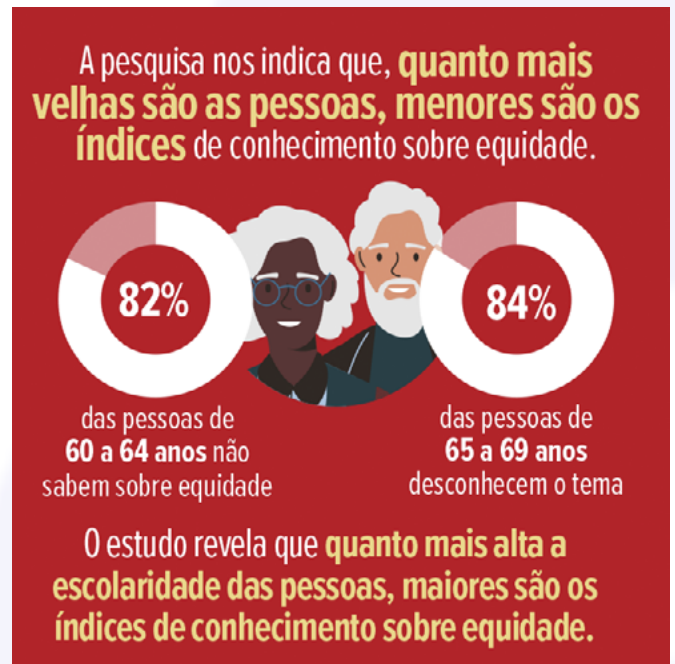 A pesquisa nos indica que, quanto mais
velhas são as pessoas, menores são os
índices de conhecimento sobre equidade.
82%
das pessoas de
60 a 64 anos não
sabem sobre equidade
84%
das pessoas de
65 a 69 anos
desconhecem o tema
O estudo revela que quanto mais alta a
escolaridade das pessoas, maiores são os
índices de conhecimento sobre equidade.